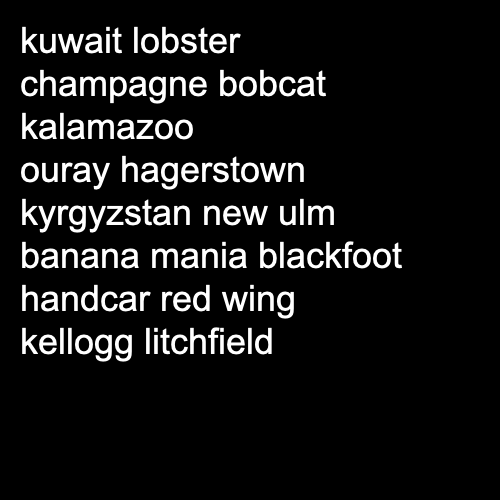 kuwait lobster
champagne bobcat
kalamazoo
ouray hagerstown
kyrgyzstan new ulm
banana mania blackfoot
handcar red wing
kellogg litchfield